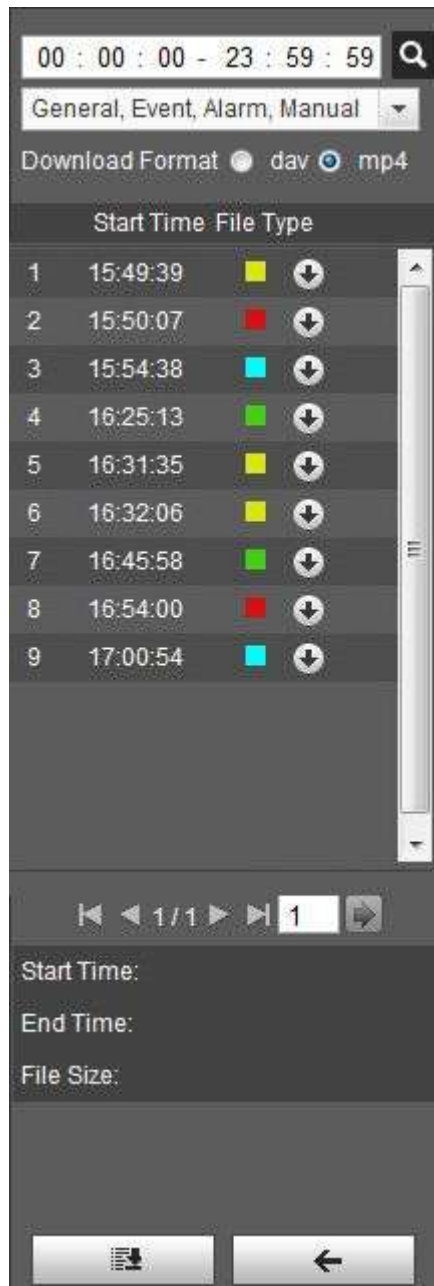 00 : 00 : 00 - 23 : 59 : 59
General, Event, Alarm, Manual
Download Format dav mp4
Start Time File Type
1 15:49:39
2 15:50:07
3 15:54:38
4 16:25:13
5 16:31:35
6 16:32:06
7 16:45:58
8 16:54:00
9 17:00:54
1 / 1 1
Start Time:
End Time:
File Size: